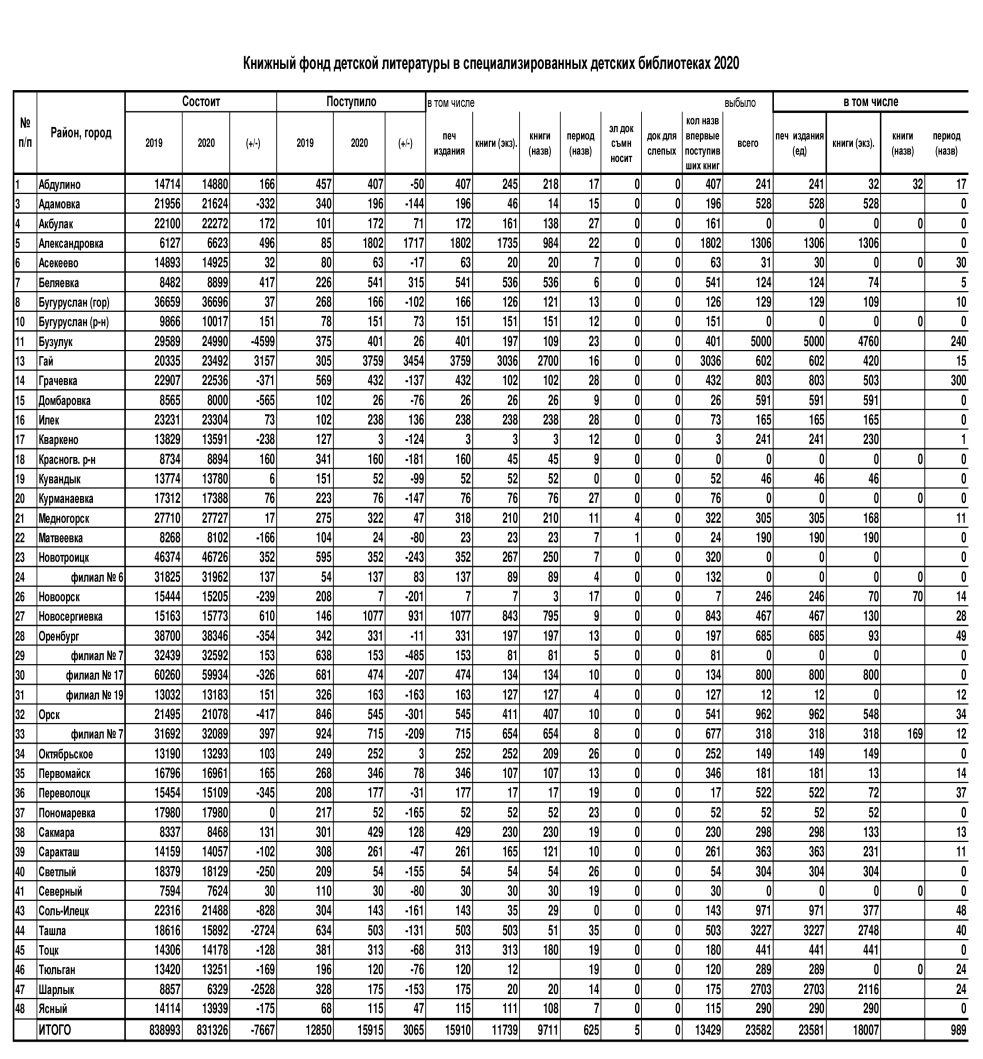 Книжный фонд детской литературы в специализированных детских библиотеках 2020
№ п/п Район, город Состоит Поступило в том числе выбыло в том числе
2019 2020 (+/-) 2019 2020 (+/-) печ издания книги (экз). книги (назв) период (назв) эл док съмн носит док для слепых кол назв впервые поступив ших книг всего печ издания (ед) книги (экз). книги (назв) период (назв)
1 Абдулино 14714 14880 166 457 407 -50 407 245 218 17 0 0 407 241 241 32 32 17
3 Адамовка 21956 21624 -332 340 196 -144 196 46 14 15 0 0 196 528 528 528 0
4 Акбулак 22100 22272 172 101 172 71 172 161 138 27 0 0 161 0 0 0 0 0
5 Александровка 6127 6623 496 85 1802 1717 1802 1735 984 22 0 0 1802 1306 1306 1306 0
6 Асекеево 14893 14925 32 80 63 -17 63 20 20 7 0 0 63 31 30 0 0 30
7 Беляевка 8482 8899 417 226 541 315 541 536 536 6 0 0 541 124 124 74 5
8 Бугуруслан (гор) 36659 36696 37 268 166 -102 166 126 121 13 0 0 126 129 129 109 10
10 Бугуруслан (р-н) 9866 10017 151 78 151 73 151 151 151 12 0 0 151 0 0 0 0 0
11 Бузулук 29589 24990 -4599 375 401 26 401 197 109 23 0 0 401 5000 5000 4760 240
13 Гай 20335 23492 3157 305 3759 3454 3759 3036 2700 16 0 0 3036 602 602 420 15
14 Грачевка 22907 22536 -371 569 432 -137 432 102 102 28 0 0 432 803 803 503 300
15 Домбаровка 8565 8000 -565 102 26 -76 26 26 26 9 0 0 26 591 591 591 0
16 Илек 23231 23304 73 102 238 136 238 238 238 28 0 0 73 165 165 165 0
17 Кваркено 13829 13591 -238 127 3 -124 3 3 3 12 0 0 3 241 241 230 1
18 Красногв. р-н 8734 8894 160 341 160 -181 160 45 45 9 0 0 0 0 0 0 0 0
19 Кувандык 13774 13780 6 151 52 -99 52 52 52 0 0 0 52 46 46 46 0
20 Курманаевка 17312 17388 76 223 76 -147 76 76 76 27 0 0 76 0 0 0 0 0
21 Медногорск 27710 27727 17 275 322 47 318 210 210 11 4 0 322 305 305 168 11
22 Матвеевка 8268 8102 -166 104 24 -80 23 23 23 7 1 0 24 190 190 190 0
23 Новотроицк 46374 46726 352 595 352 -243 352 267 250 7 0 0 320 0 0 0 0
24 филиал № 6 31825 31962 137 54 137 83 137 89 89 4 0 0 132 0 0 0 0 0
26 Новоорск 15444 15205 -239 208 7 -201 7 7 3 17 0 0 7 246 246 70 70 14
27 Новосергиевка 15163 15773 610 146 1077 931 1077 843 795 9 0 0 843 467 467 130 28
28 Оренбург 38700 38346 -354 342 331 -11 331 197 197 13 0 0 197 685 685 93 49
29 филиал № 7 32439 32592 153 638 153 -485 153 81 81 5 0 0 81 0 0 0 0
30 филиал № 17 60260 59934 -326 681 474 -207 474 134 134 10 0 0 134 800 800 800 0
31 филиал № 19 13032 13183 151 326 163 -163 163 127 127 4 0 0 127 12 12 0 12
32 Орск 21495 21078 -417 846 545 -301 545 411 407 10 0 0 541 962 962 548 34
33 филиал № 7 31692 32089 397 924 715 -209 715 654 654 8 0 0 677 318 318 318 169 12
34 Октябрьское 13190 13293 103 249 252 3 252 252 209 26 0 0 252 149 149 149 0
35 Первомайск 16796 16961 165 268 346 78 346 107 107 13 0 0 346 181 181 13 14
36 Переволоцк 15454 15109 -345 208 177 -31 177 17 17 19 0 0 17 522 522 72 37
37 Пономаревка 17980 17980 0 217 52 -165 52 52 52 23 0 0 52 52 52 52 0
38 Сакмара 8337 8468 131 301 429 128 429 230 230 19 0 0 230 298 298 133 13
39 Саракташ 14159 14057 -102 308 261 -47 261 165 121 10 0 0 261 363 363 231 11
40 Светлый 18379 18129 -250 209 54 -155 54 54 54 26 0 0 54 304 304 304 0
41 Северный 7594 7624 30 110 30 -80 30 30 30 19 0 0 30 0 0 0 0 0
43 Соль-Илецк 22316 21488 -828 304 143 -161 143 35 29 0 0 0 143 971 971 377 48
44 Ташла 18616 15892 -2724 634 503 -131 503 503 51 35 0 0 503 3227 3227 2748 40
45 Тоцк 14306 14178 -128 381 313 -68 313 313 180 19 0 0 180 441 441 441 0
46 Тюльган 13420 13251 -169 196 120 -76 120 12 19 0 0 120 289 289 0 0 24
47 Шарлык 8857 6329 -2528 328 175 -153 175 20 20 14 0 0 175 2703 2703 2116 24
48 Ясный 14114 13939 -175 68 115 47 115 111 108 7 0 0 115 290 290 290 0
ИТОГО 838993 831326 -7667 12850 15915 3065 15910 11739 9711 625 5 0 13429 23582 23581 18007 989